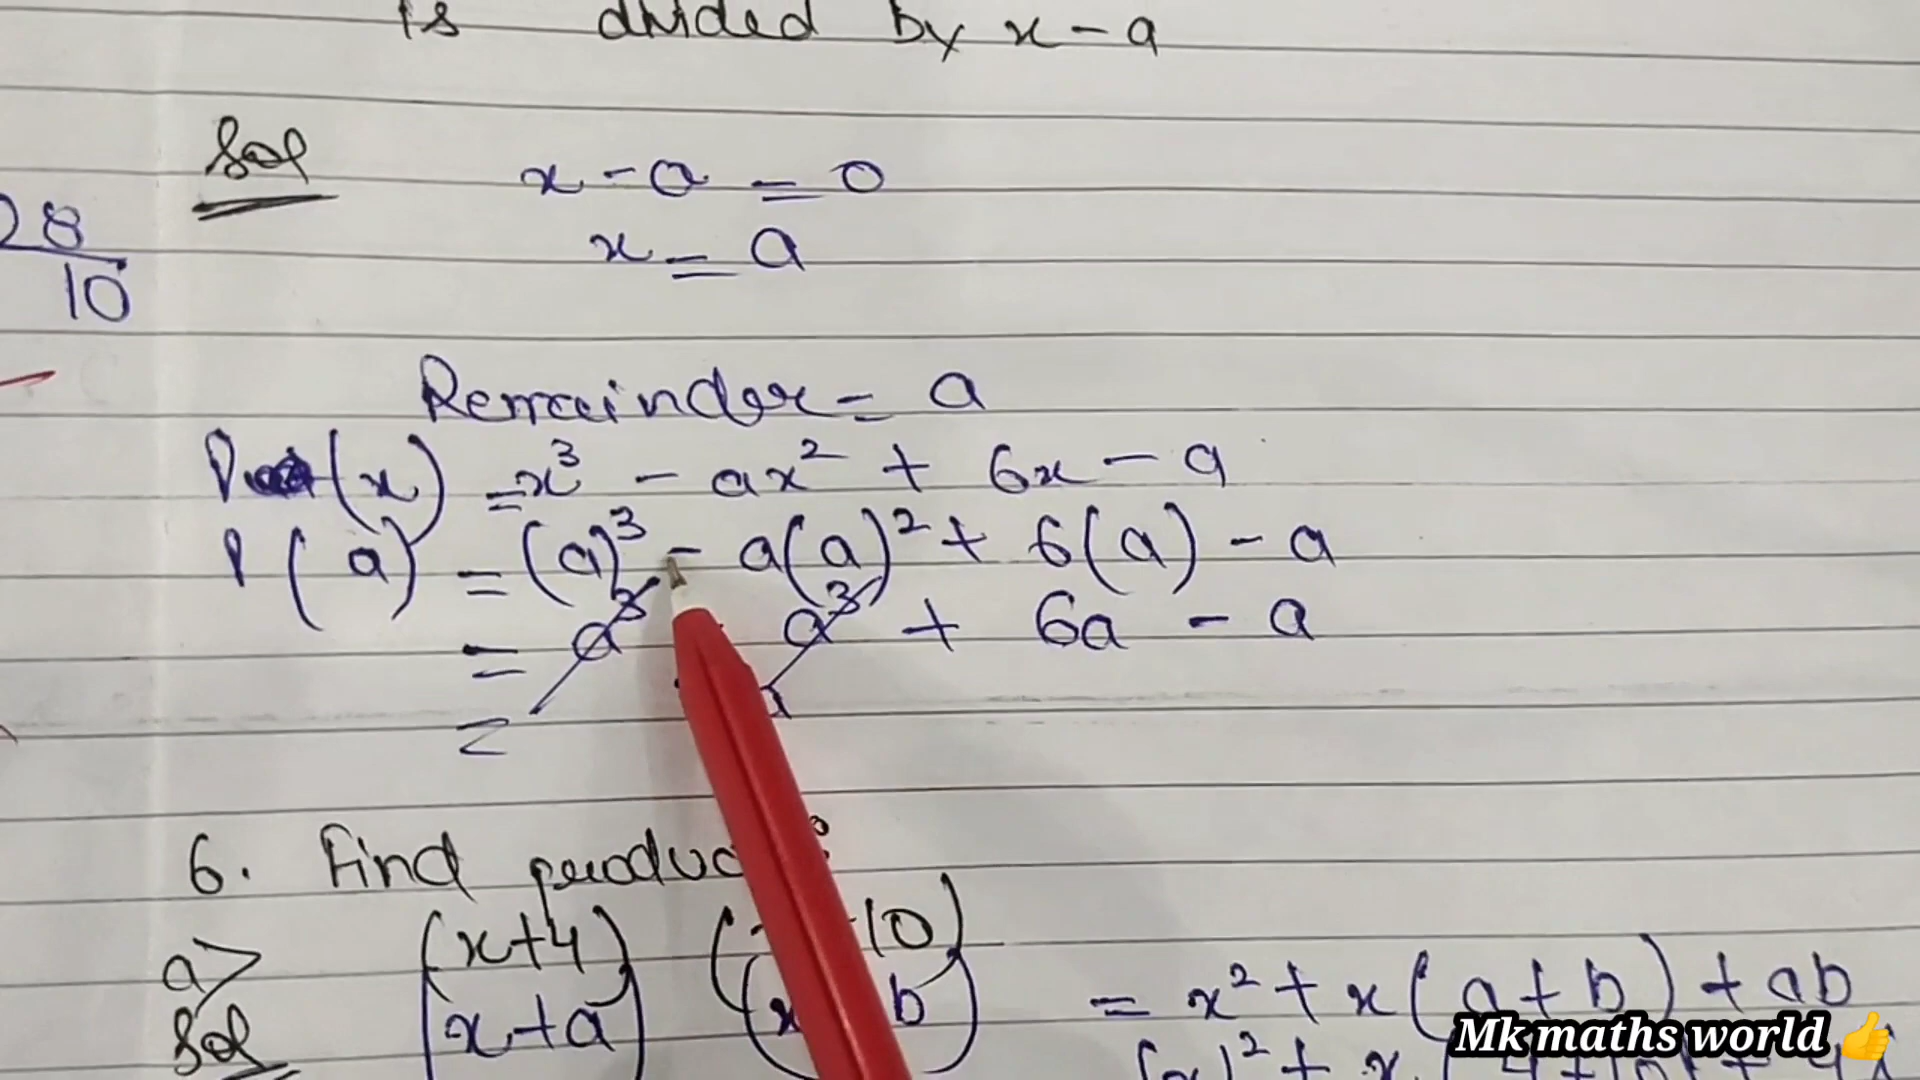 is divided by x - a
Sol
x - a = 0
28
x = a
10
Remainder = a
P(x) = x³ - ax² + 6x - a
P(a) = (a)³ - a(a)² + 6(a) - a
= a³ a³ + 6a - a
=
6. Find
a> (x+4) 10)
Sol (x+a) (x b) = x² + x(a+b) + ab
Mk maths world 👍